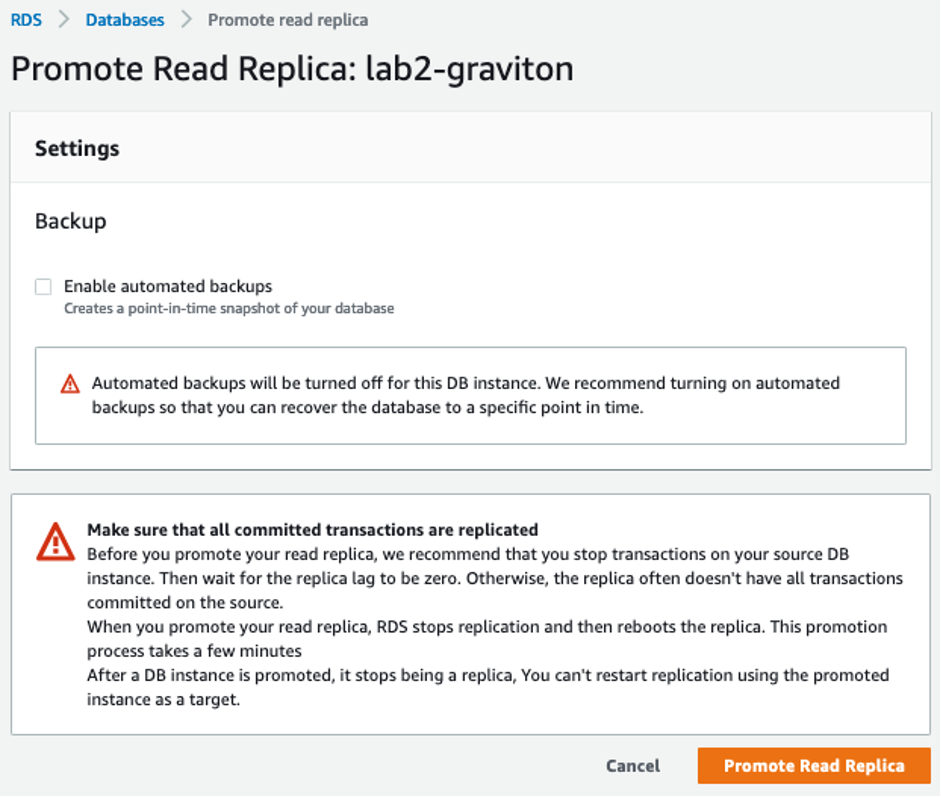 RDS > Databases > Promote read replica
Promote Read Replica: lab2-graviton
Settings
Backup
Enable automated backups
Creates a point-in-time snapshot of your database
Automated backups will be turned off for this DB instance. We recommend turning on automated
backups so that you can recover the database to a specific point in time.
Make sure that all committed transactions are replicated
Before you promote your read replica, we recommend that you stop transactions on your source DB
instance. Then wait for the replica lag to be zero. Otherwise, the replica often doesn't have all transactions
committed on the source.
When you promote your read replica, RDS stops replication and then reboots the replica. This promotion
process takes a few minutes
After a DB instance is promoted, it stops being a replica, You can't restart replication using the promoted
instance as a target.
Cancel Promote Read Replica